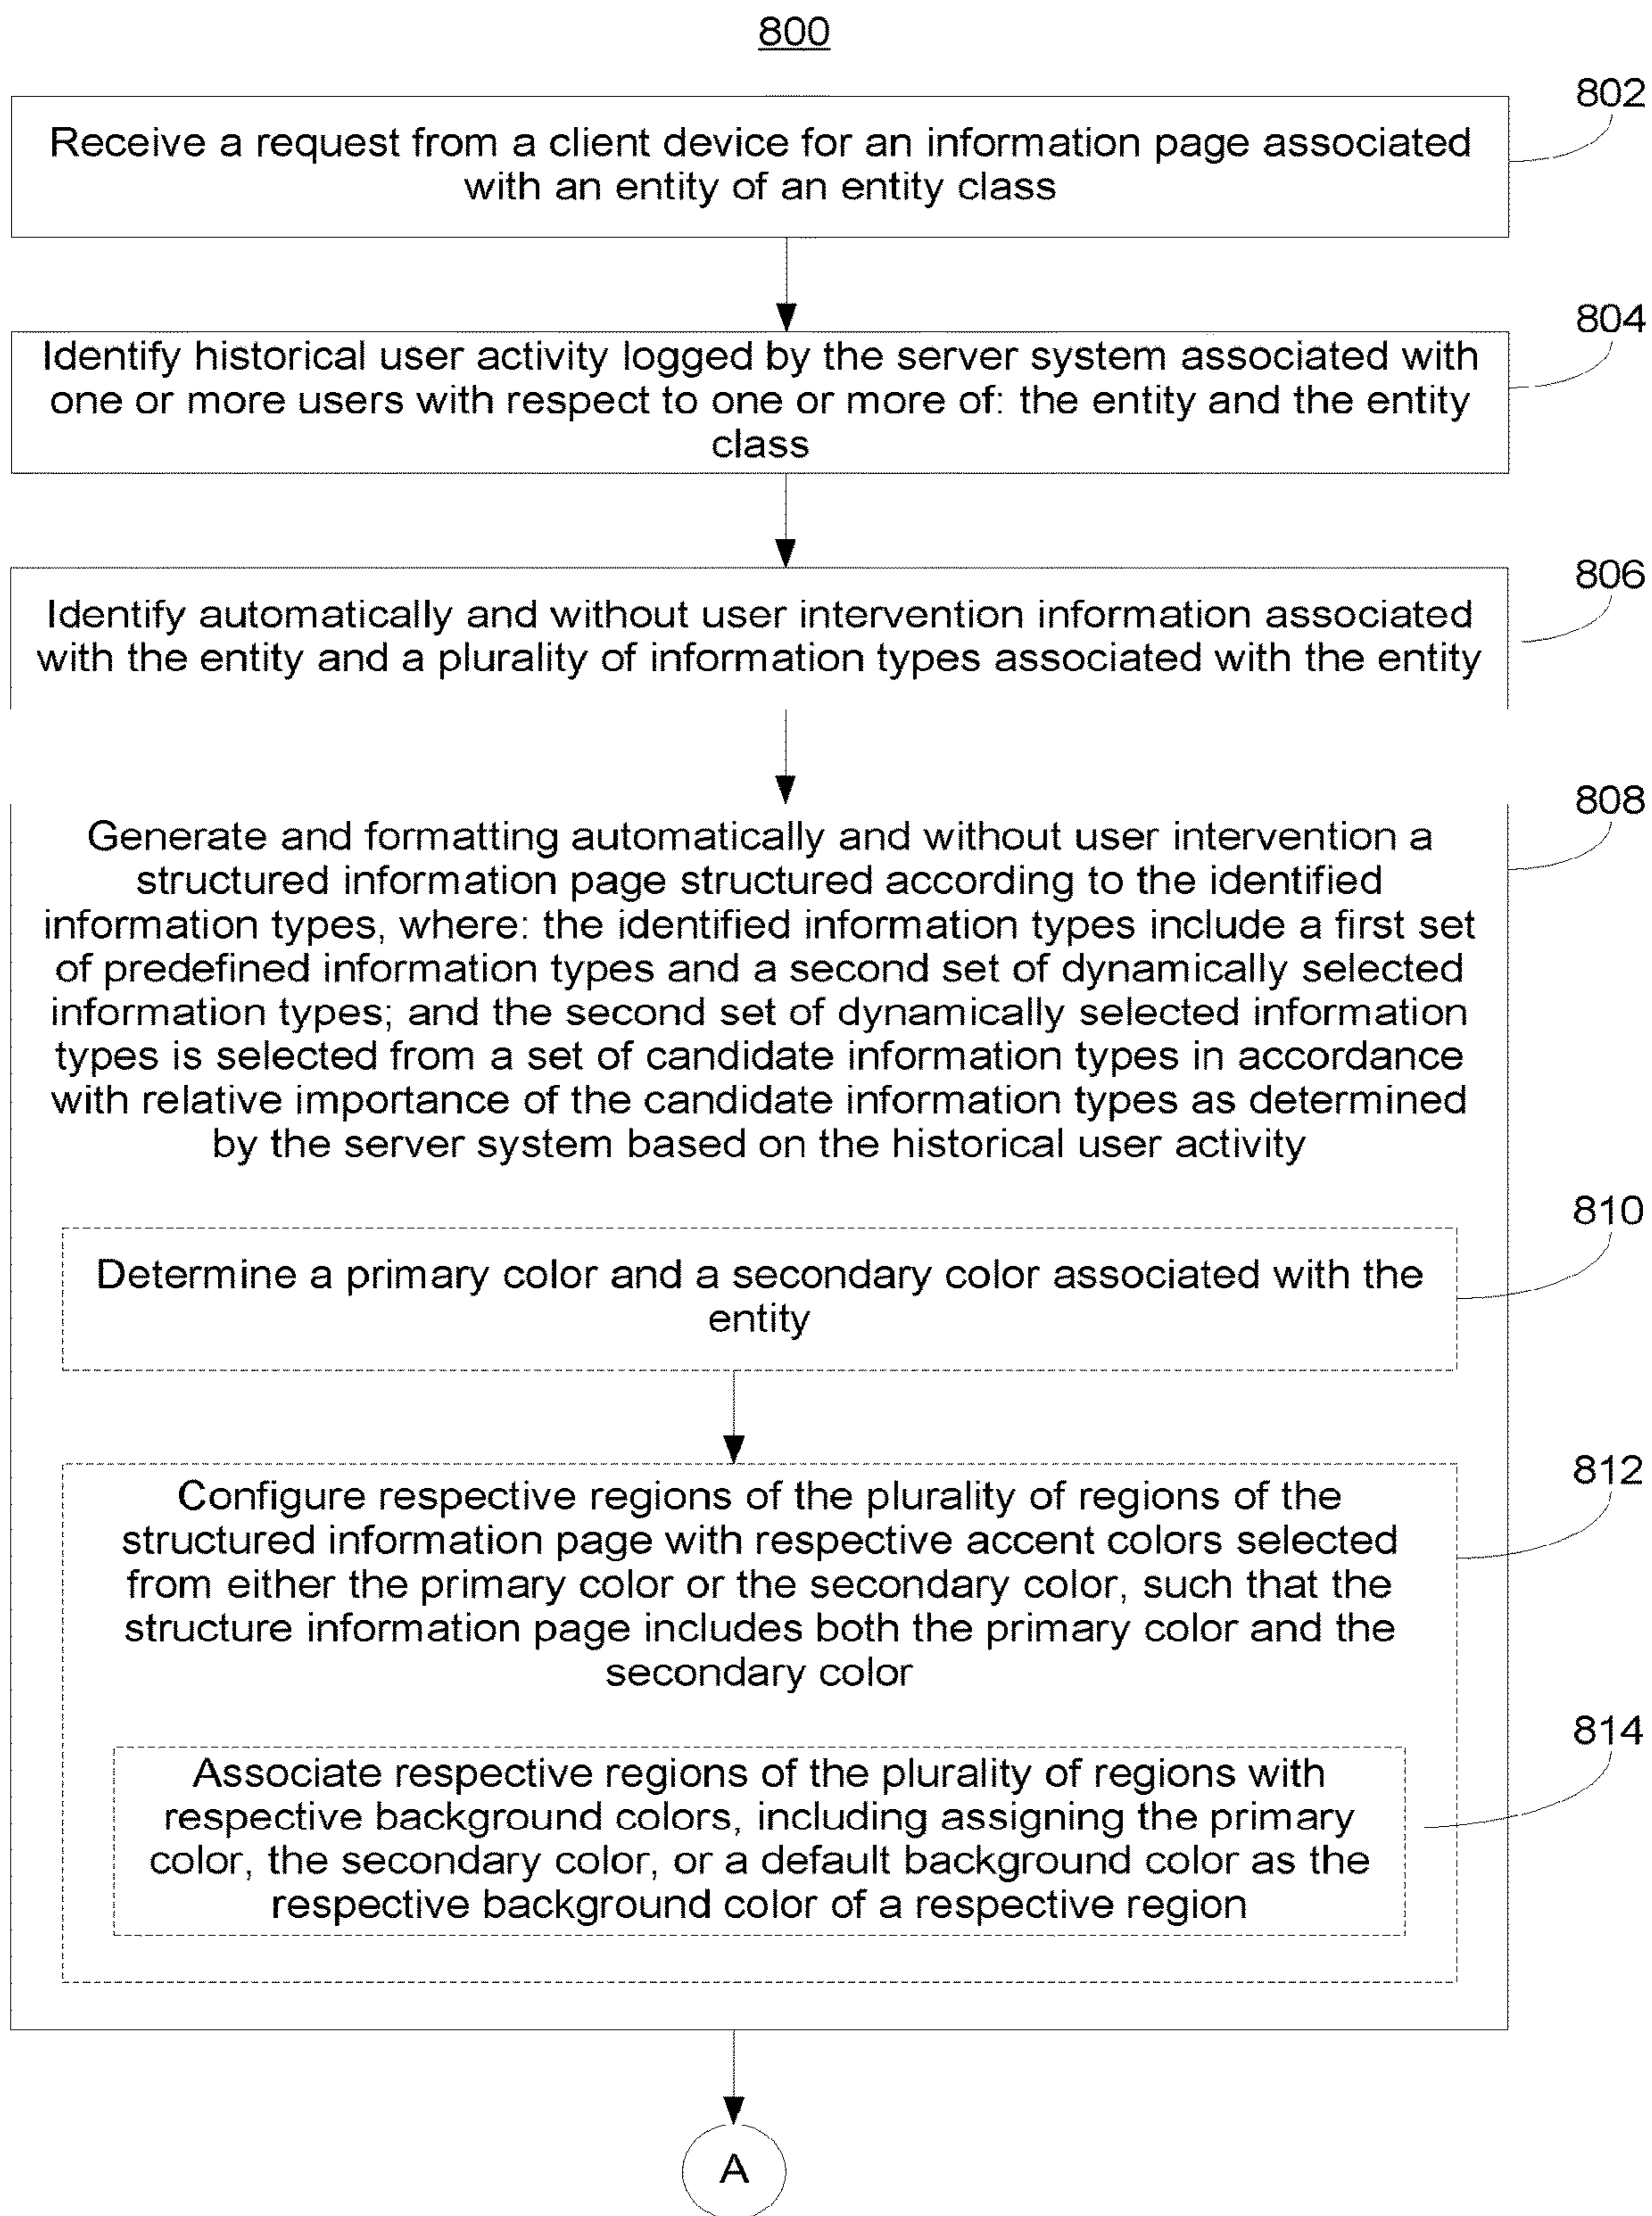 800
802
Receive a request from a client device for an information page associated
with an entity of an entity class
804
Identify historical user activity logged by the server system associated with
one or more users with respect to one or more of: the entity and the entity
class
806
Identify automatically and without user intervention information associated
with the entity and a plurality of information types associated with the entity
808
Generate and formatting automatically and without user intervention a
structured information page structured according to the identified
information types, where: the identified information types include a first set
of predefined information types and a second set of dynamically selected
information types; and the second set of dynamically selected information
types is selected from a set of candidate information types in accordance
with relative importance of the candidate information types as determined
by the server system based on the historical user activity
810
Determine a primary color and a secondary color associated with the
entity
812
Configure respective regions of the plurality of regions of the
structured information page with respective accent colors selected
from either the primary color or the secondary color, such that the
structure information page includes both the primary color and the
secondary color
814
Associate respective regions of the plurality of regions with
respective background colors, including assigning the primary
color, the secondary color, or a default background color as the
respective background color of a respective region
A